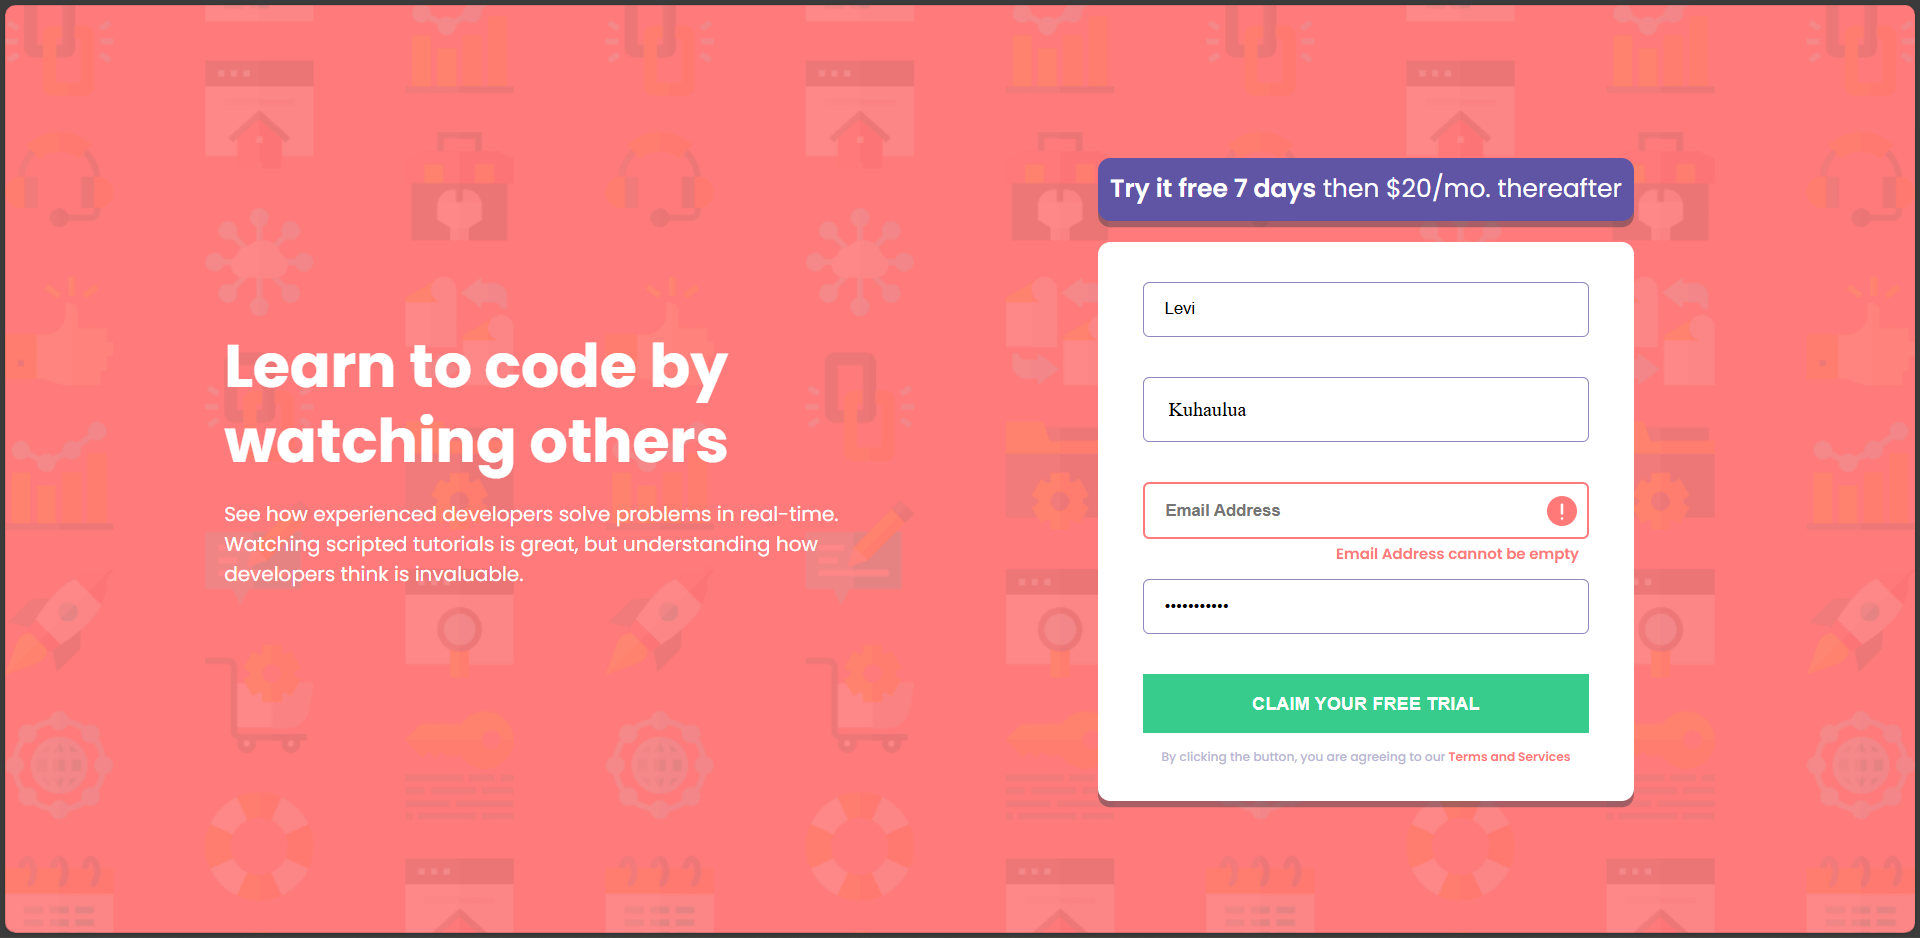 Try it free 7 days then $20/mo. thereafter
Levi
Kuhaulua
Learn to code by
watching others
See how experienced developers solve problems in real-time.
Watching scripted tutorials is great, but understanding how
developers think is invaluable.
Email Address
!
Email Address cannot be empty
•••••••••••
CLAIM YOUR FREE TRIAL
By clicking the button, you are agreeing to our Terms and Services